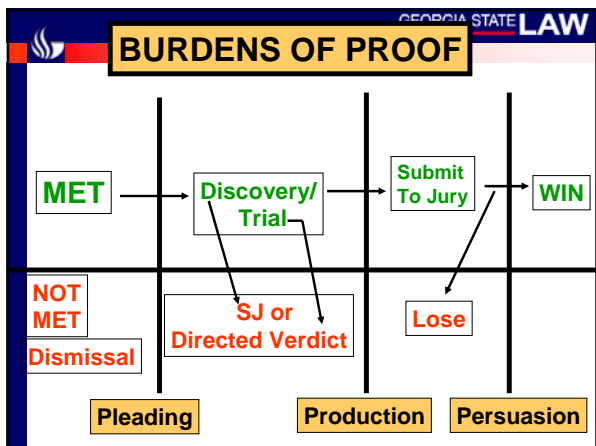 GEORGIA STATE LAW
BURDENS OF PROOF
MET
Discovery/
Trial
Submit
To Jury
WIN
NOT
MET
Dismissal
SJ or
Directed Verdict
Lose
Pleading
Production
Persuasion